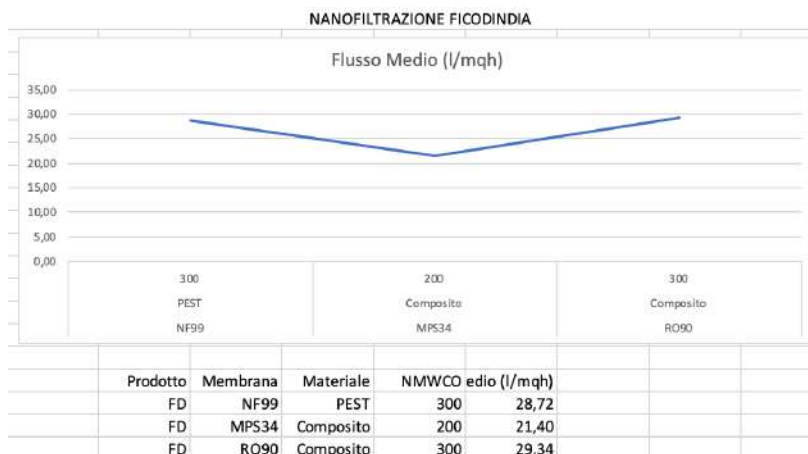 NANOFILTRAZIONE FICODINDIA
Flusso Medio (l/mqh)
35,00
30,00
25,00
20,00
15,00
10,00
5,00
0,00
300 200 300
PEST Composito Composito
NF99 MPS34 RO90
Prodotto Membrana Materiale NMWCO edio (l/mqh)
FD NF99 PEST 300 28,72
FD MPS34 Composito 200 21,40
FD RO90 Composito 300 29,34